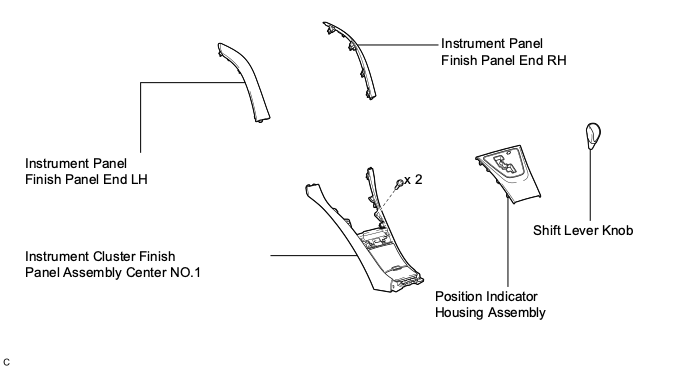 Instrument Panel
Finish Panel End RH
Instrument Panel
Finish Panel End LH
x 2
Shift Lever Knob
Instrument Cluster Finish
Panel Assembly Center NO.1
Position Indicator
Housing Assembly
C